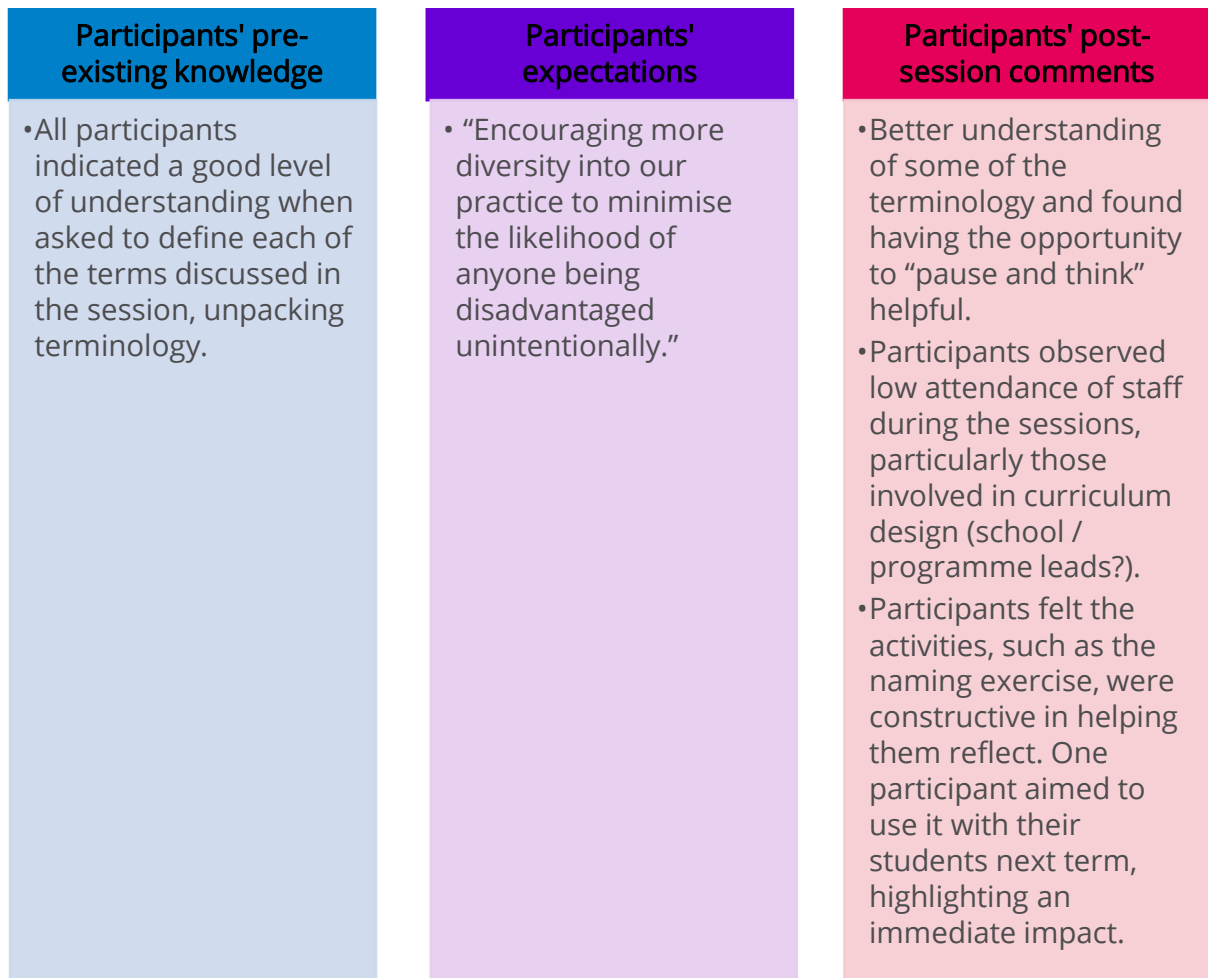 Participants' pre-
existing knowledge
•All participants
indicated a good level
of understanding when
asked to define each of
the terms discussed in
the session, unpacking
terminology.
Participants'
expectations
• “Encouraging more
diversity into our
practice to minimise
the likelihood of
anyone being
disadvantaged
unintentionally.”
Participants' post-
session comments
•Better understanding
of some of the
terminology and found
having the opportunity
to “pause and think”
helpful.
•Participants observed
low attendance of staff
during the sessions,
particularly those
involved in curriculum
design (school /
programme leads?).
•Participants felt the
activities, such as the
naming exercise, were
constructive in helping
them reflect. One
participant aimed to
use it with their
students next term,
highlighting an
immediate impact.